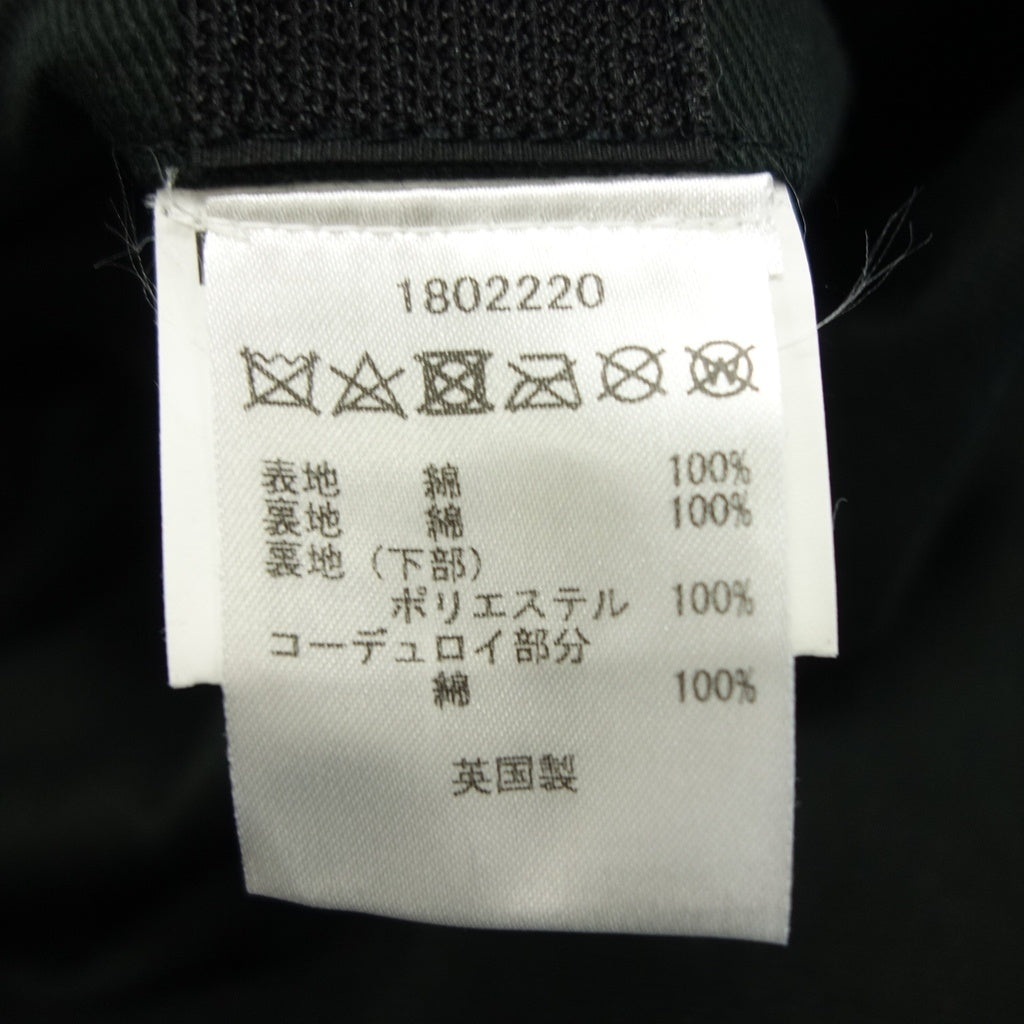 1802220
表地 綿 100%
裏地 綿 100%
裏地 (下部)
ポリエステル 100%
コーデュロイ部分
綿 100%
英国製